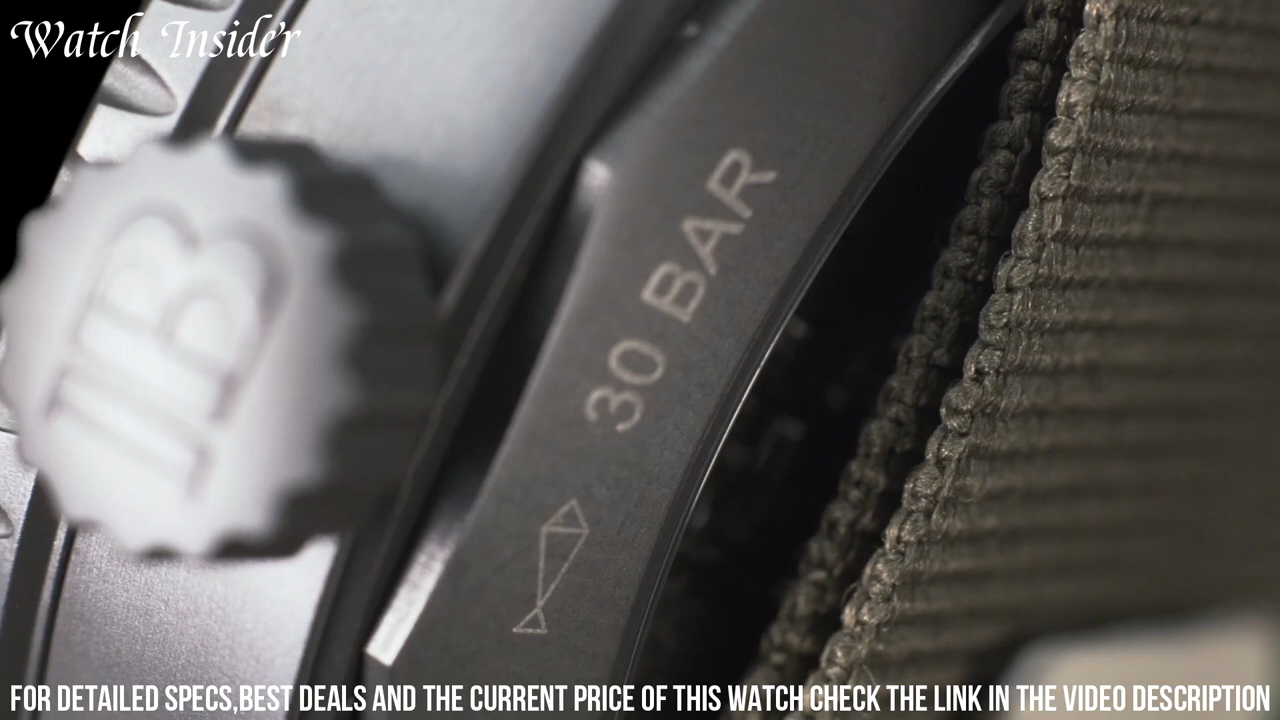 Watch Insider
30 BAR
FOR DETAILED SPECS,BEST DEALS AND THE CURRENT PRICE OF THIS WATCH CHECK THE LINK IN THE VIDEO DESCRIPTION